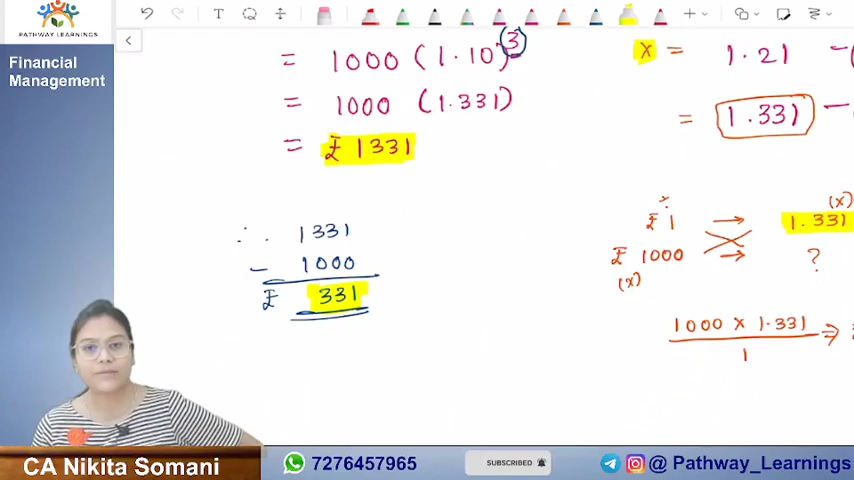 PATHWAY LEARNINGS
Financial
Management
T
= 1000 (1.10)³
= 1000 (1.331)
= ₹ 1331
∴ 1331
- 1000
₹ 331
x = 1.21
= 1.331
÷ (x)
₹ 1 → 1.331
₹ 1000 → ?
(x)
1000 x 1.331 ⇒
1
CA Nikita Somani
7276457965
SUBSCRIBED
@ Pathway_Learnings